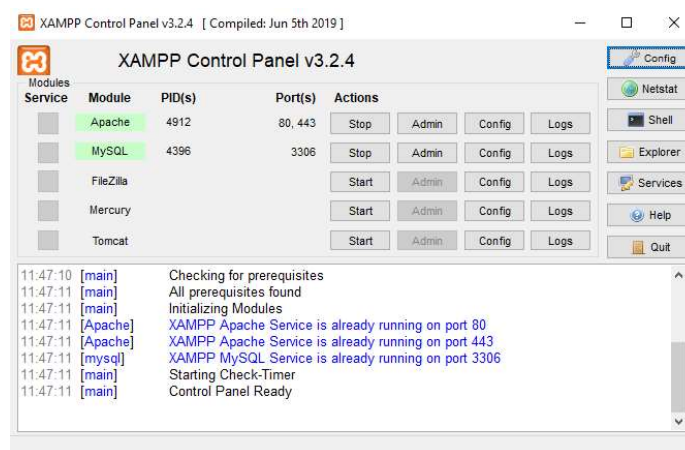 XAMPP Control Panel v3.2.4 [ Compiled: Jun 5th 2019 ]
XAMPP Control Panel v3.2.4
Config
Modules
Service Module PID(s) Port(s) Actions
Netstat
Apache 4912 80, 443 Stop Admin Config Logs
Shell
MySQL 4396 3306 Stop Admin Config Logs
Explorer
FileZilla Start Admin Config Logs
Services
Mercury Start Admin Config Logs
Help
Tomcat Start Admin Config Logs
Quit
11:47:10 [main] Checking for prerequisites
11:47:11 [main] All prerequisites found
11:47:11 [main] Initializing Modules
11:47:11 [Apache] XAMPP Apache Service is already running on port 80
11:47:11 [Apache] XAMPP Apache Service is already running on port 443
11:47:11 [mysql] XAMPP MySQL Service is already running on port 3306
11:47:11 [main] Starting Check-Timer
11:47:11 [main] Control Panel Ready